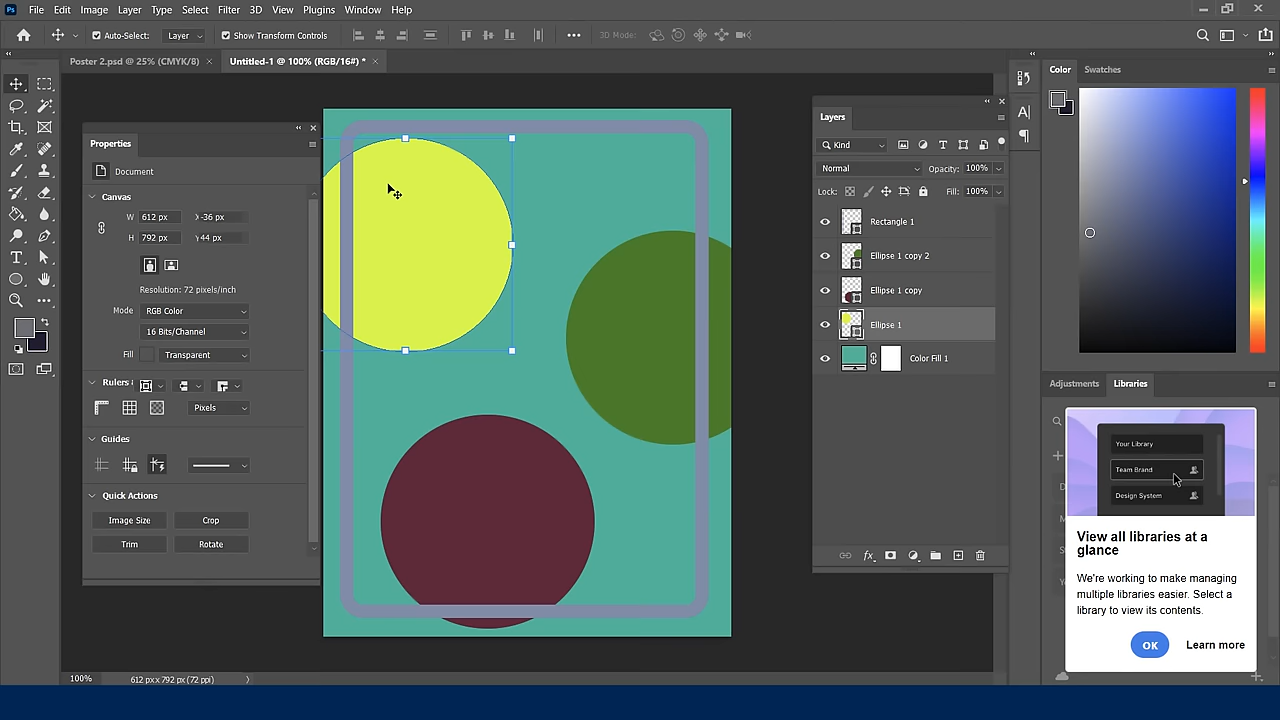 Ps File Edit Image Layer Type Select Filter 3D View Plugins Window Help
Auto-Select: Layer Show Transform Controls 3D Mode:
Poster 2.psd @ 25% (CMYK/8) × Untitled-1 @ 100% (RGB/16#) * ×
Properties
Document
Canvas
W 612 px X -36 px
H 792 px Y 44 px
Resolution: 72 pixels/inch
Mode RGB Color
16 Bits/Channel
Fill Transparent
Rulers
Pixels
Guides
Quick Actions
Image Size Crop
Trim Rotate
Layers
Kind
Normal Opacity: 100%
Lock: Fill: 100%
Rectangle 1
Ellipse 1 copy 2
Ellipse 1 copy
Ellipse 1
Color Fill 1
fx
Color Swatches
Adjustments Libraries
Your Library
Team Brand
Design System
View all libraries at a
glance
We're working to make managing
multiple libraries easier. Select a
library to view its contents.
OK Learn more
100% 612 px x 792 px (72 ppi)